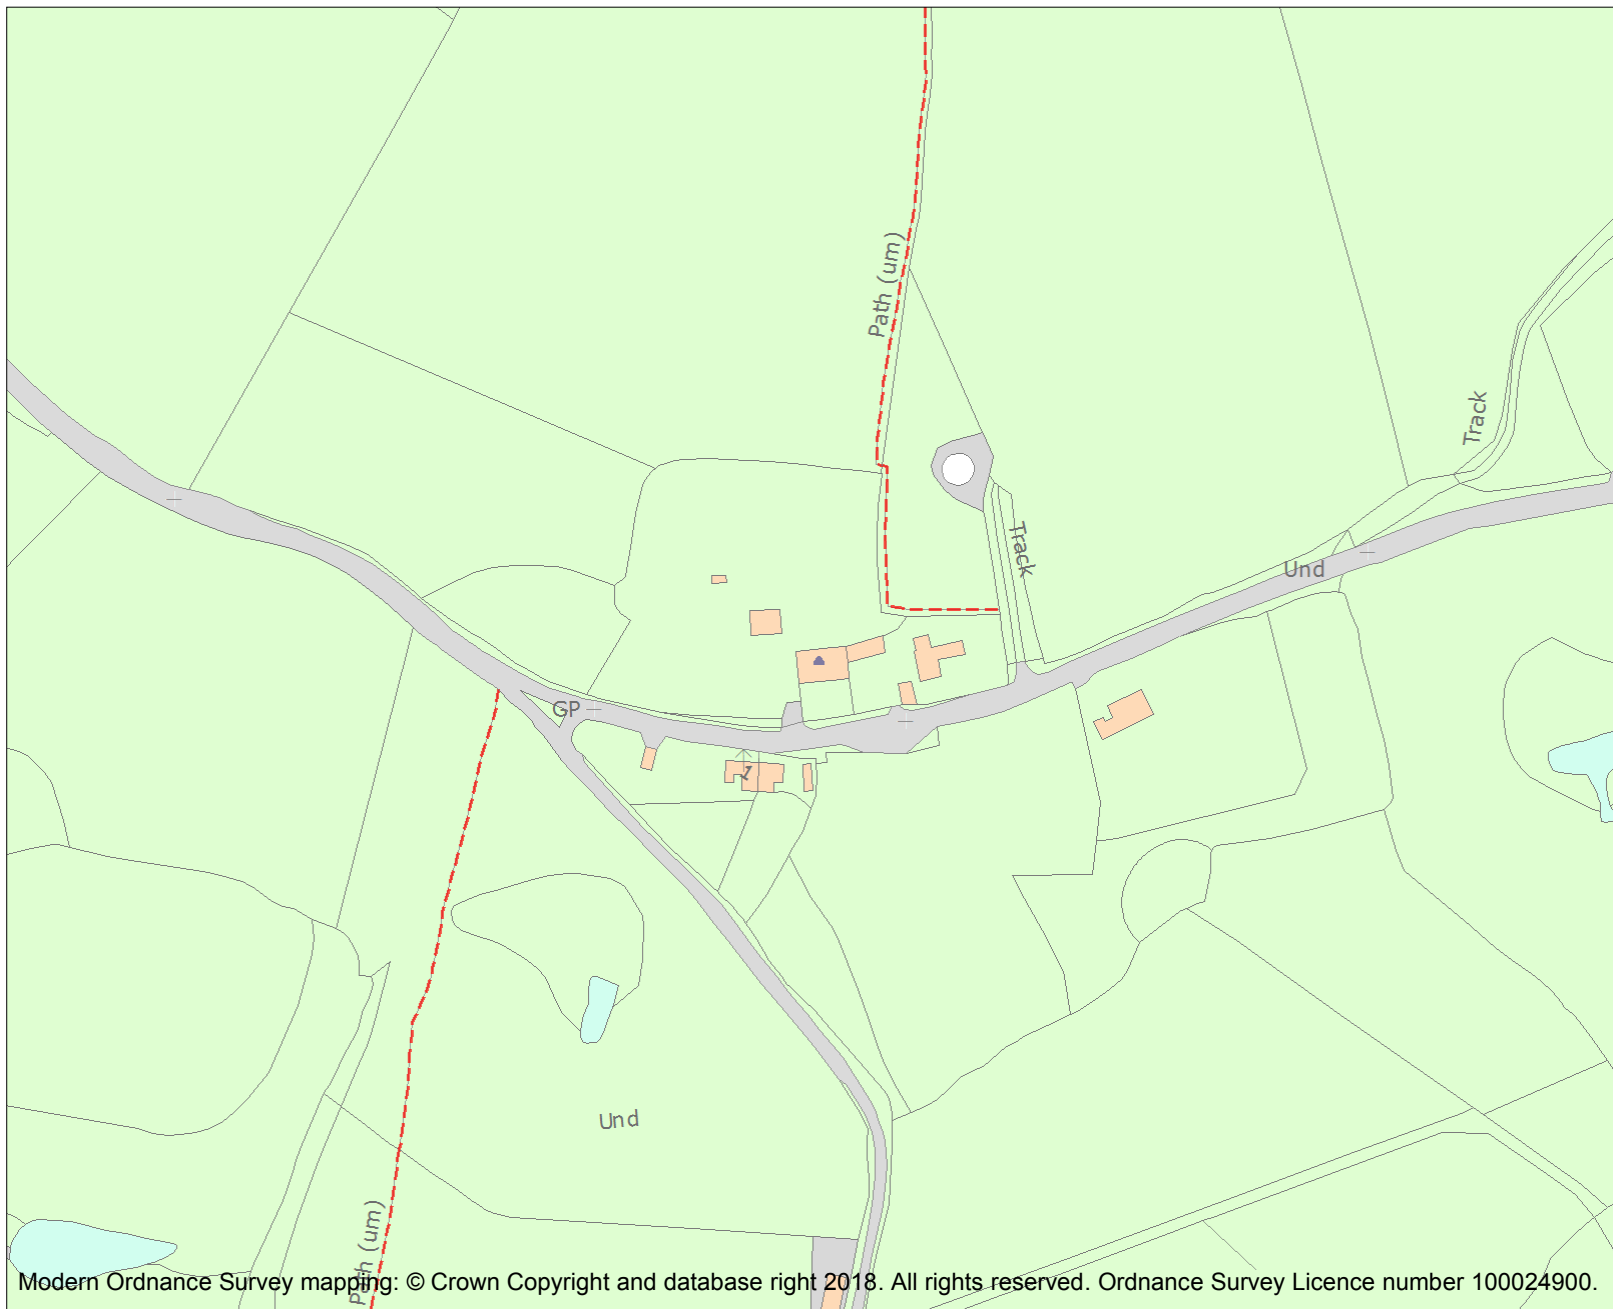 Path (um)
Track
Track
Und
GP
1
Und
Path (um)
Modern Ordnance Survey mapping: © Crown Copyright and database right 2018. All rights reserved. Ordnance Survey Licence number 100024900.